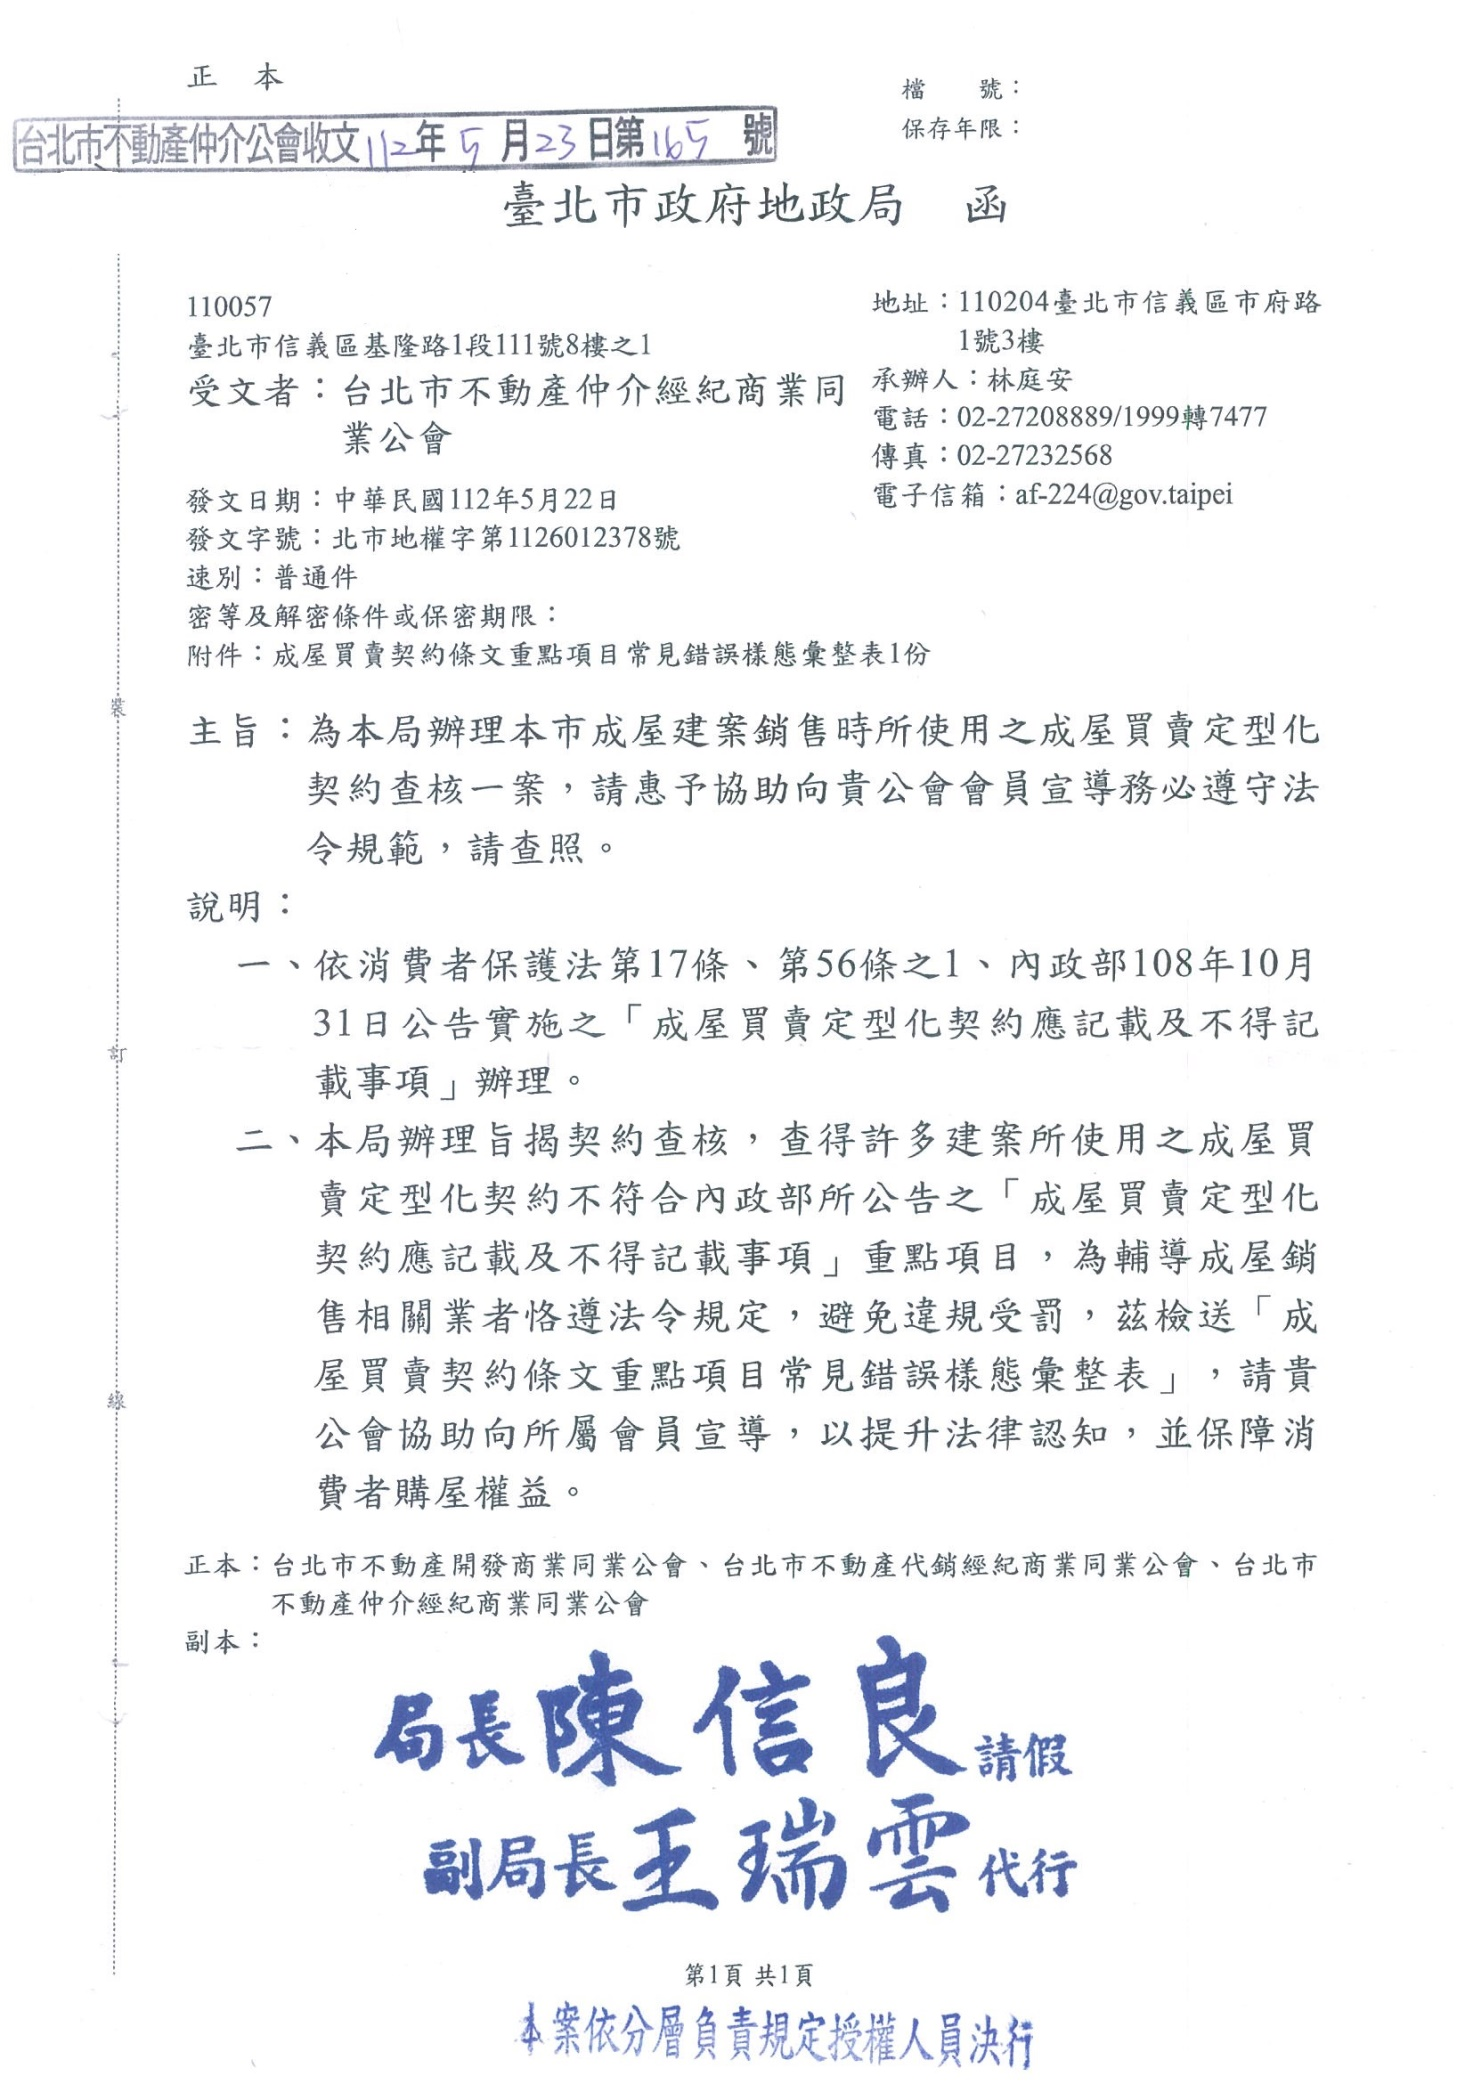 正　本
檔　　號：
保存年限：
台北市不動產仲介公會收文112年5月23日第165號
臺北市政府地政局　函
110057
臺北市信義區基隆路1段111號8樓之1
受文者：台北市不動產仲介經紀商業同
業公會
地址：110204臺北市信義區市府路
1號3樓
承辦人：林庭安
電話：02-27208889/1999轉7477
傳真：02-27232568
電子信箱：af-224@gov.taipei
發文日期：中華民國112年5月22日
發文字號：北市地權字第1126012378號
速別：普通件
密等及解密條件或保密期限：
附件：成屋買賣契約條文重點項目常見錯誤樣態彙整表1份
主旨：為本局辦理本市成屋建案銷售時所使用之成屋買賣定型化
契約查核一案，請惠予協助向貴公會會員宣導務必遵守法
令規範，請查照。
說明：
一、依消費者保護法第17條、第56條之1、內政部108年10月
31日公告實施之「成屋買賣定型化契約應記載及不得記
載事項」辦理。
二、本局辦理旨揭契約查核，查得許多建案所使用之成屋買
賣定型化契約不符合內政部所公告之「成屋買賣定型化
契約應記載及不得記載事項」重點項目，為輔導成屋銷
售相關業者恪遵法令規定，避免違規受罰，茲檢送「成
屋買賣契約條文重點項目常見錯誤樣態彙整表」，請貴
公會協助向所屬會員宣導，以提升法律認知，並保障消
費者購屋權益。
正本：台北市不動產開發商業同業公會、台北市不動產代銷經紀商業同業公會、台北市
不動產仲介經紀商業同業公會
副本：
局長陳信良請假
副局長王瑞雲代行
第1頁 共1頁
本案依分層負責規定授權人員決行
裝
訂
線